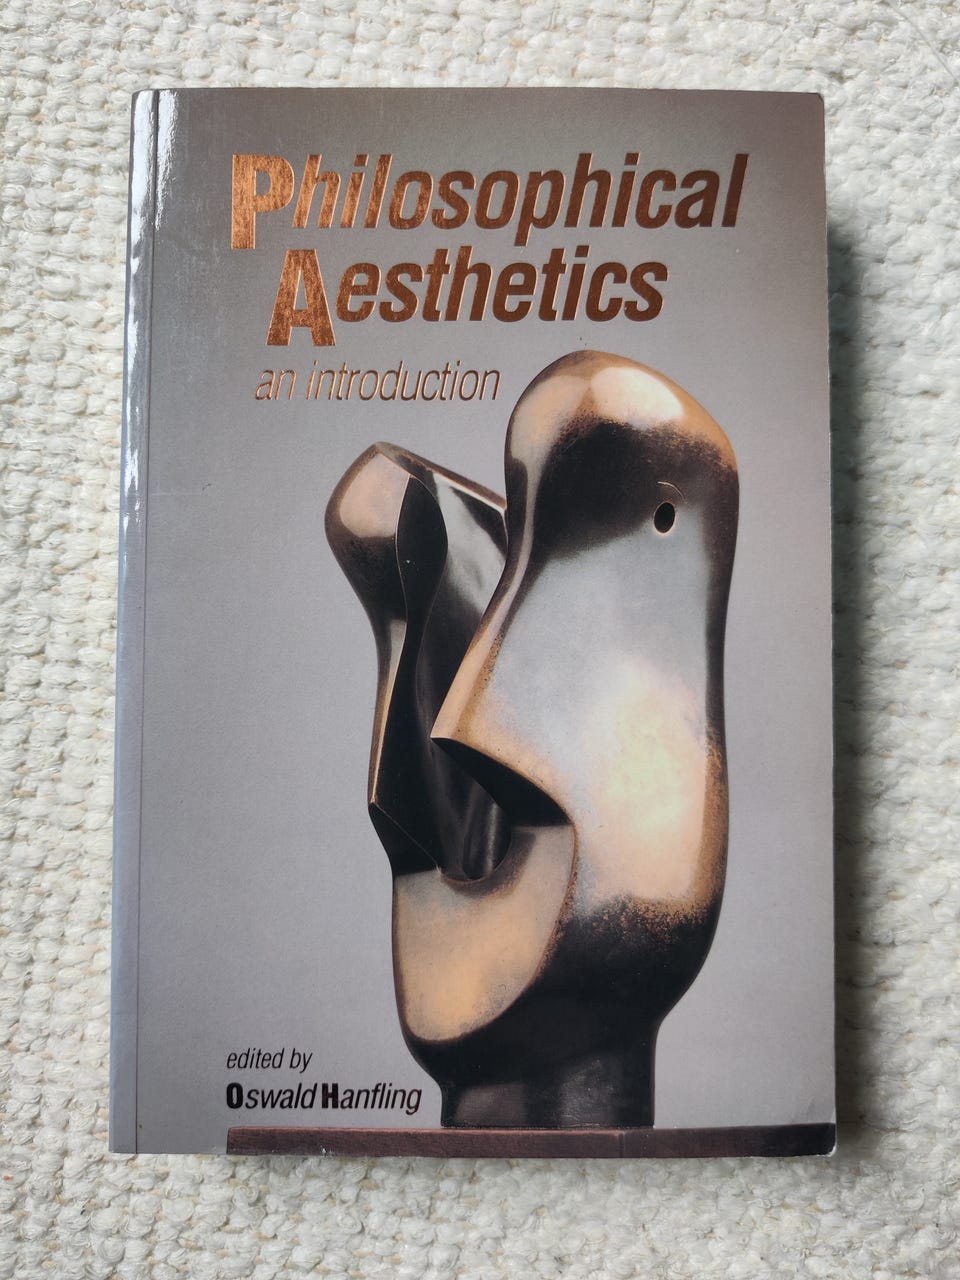 Philosophical
Aesthetics
an introduction
edited by
Oswald Hanfling